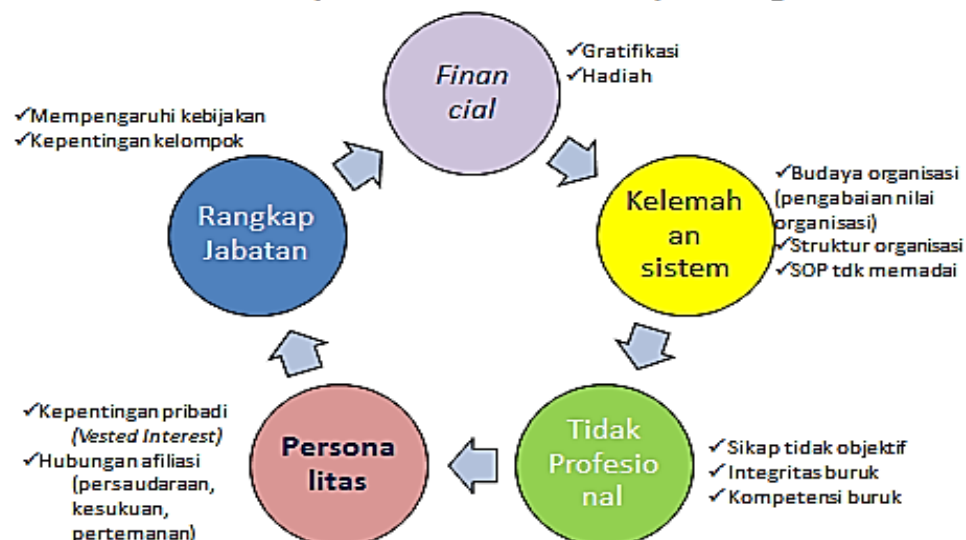 Finan
cial
✓Gratifikasi
✓Hadiah
Kelemah
an
sistem
✓Budaya organisasi
(pengabaian nilai
organisasi)
✓Struktur organisasi
✓SOP tdk memadai
Tidak
Profesio
nal
✓Sikap tidak objektif
✓Integritas buruk
✓Kompetensi buruk
Persona
litas
✓Kepentingan pribadi
(Vested Interest)
✓Hubungan afiliasi
(persaudaraan,
kesukuan,
pertemanan)
Rangkap
Jabatan
✓Mempengaruhi kebijakan
✓Kepentingan kelompok